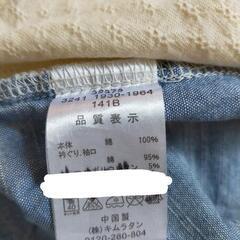 3241 1930-1964
141B
品質表示
本体 綿 100%
衿ぐり、袖口
綿 95%
5%
中国製
(株)キムラタン
0120-280-804